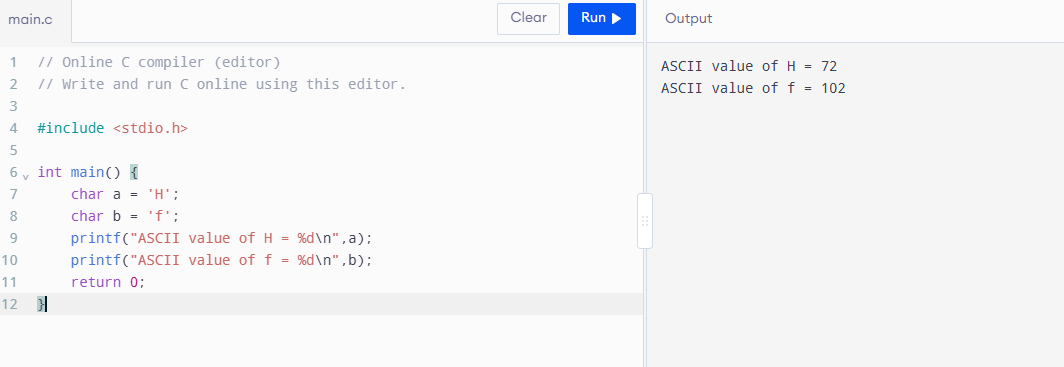 main.c
Clear
Run
Output
1 // Online C compiler (editor)
2 // Write and run C online using this editor.
3
4 #include <stdio.h>
5
6 int main() {
7     char a = 'H';
8     char b = 'f';
9     printf("ASCII value of H = %d\n",a);
10     printf("ASCII value of f = %d\n",b);
11     return 0;
12 }
ASCII value of H = 72
ASCII value of f = 102